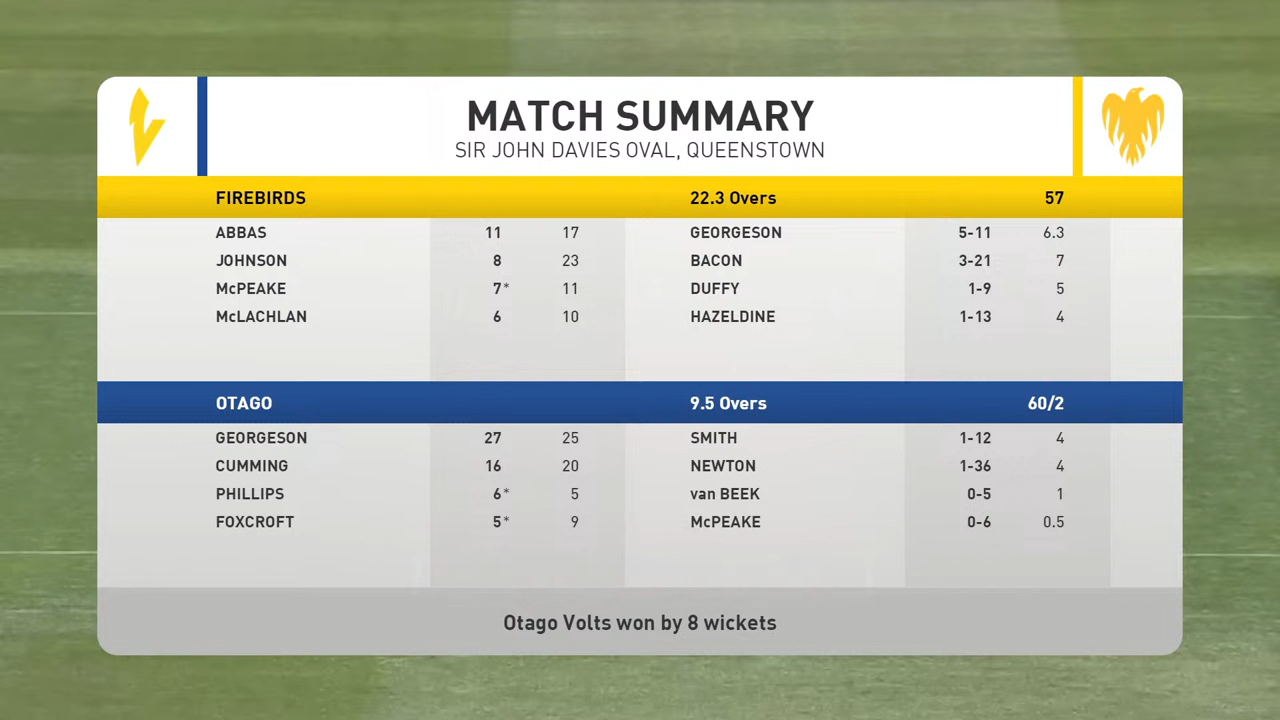 MATCH SUMMARY
SIR JOHN DAVIES OVAL, QUEENSTOWN
FIREBIRDS 22.3 Overs 57
ABBAS 11 17 GEORGESON 5-11 6.3
JOHNSON 8 23 BACON 3-21 7
McPEAKE 7* 11 DUFFY 1-9 5
McLACHLAN 6 10 HAZELDINE 1-13 4
OTAGO 9.5 Overs 60/2
GEORGESON 27 25 SMITH 1-12 4
CUMMING 16 20 NEWTON 1-36 4
PHILLIPS 6* 5 van BEEK 0-5 1
FOXCROFT 5* 9 McPEAKE 0-6 0.5
Otago Volts won by 8 wickets